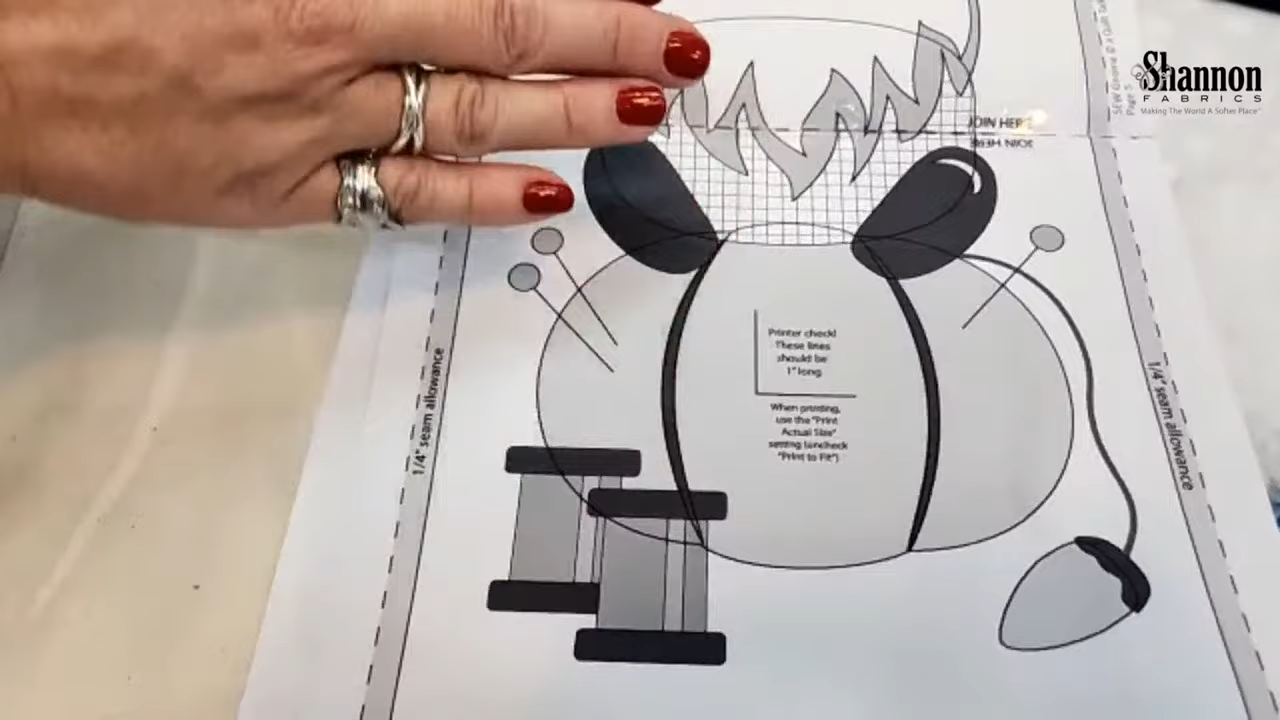 Shannon
FABRICS
Making The World A Softer Place
Page 5
JOIN HERE
JOIN HERE
Printer check!
These lines
should be
1" long
When printing,
use the "Print
Actual Size"
setting (uncheck
"Print to Fit")
1/4" seam allowance
1/4" seam allowance